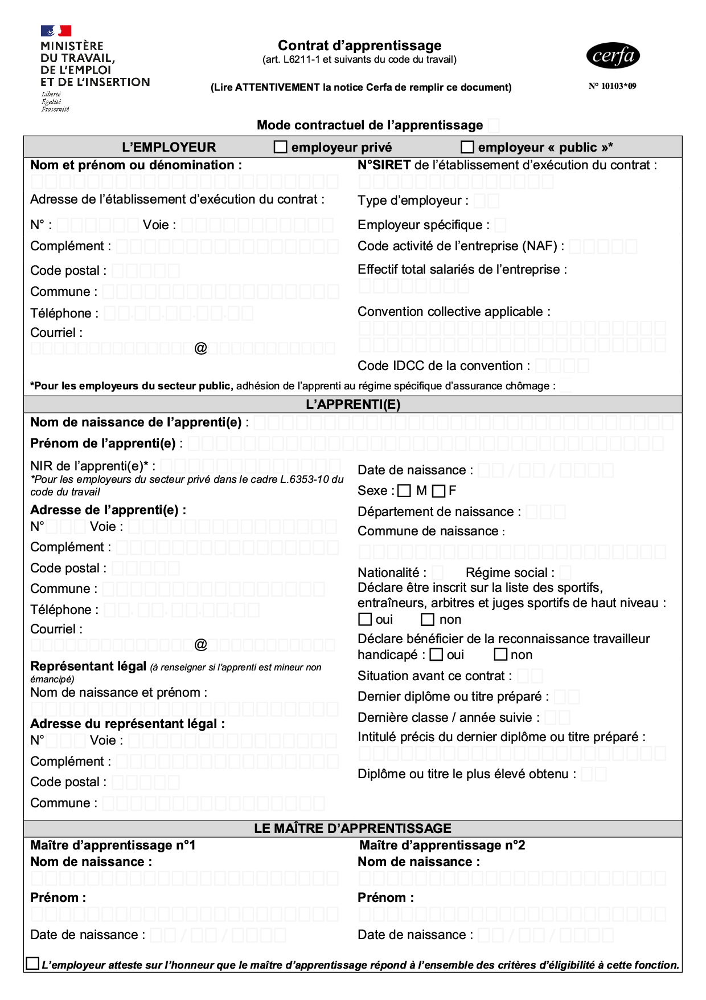 MINISTÈRE
DU TRAVAIL,
DE L'EMPLOI
ET DE L'INSERTION
Liberté
Égalité
Fraternité
Contrat d'apprentissage
(art. L6211-1 et suivants du code du travail)
(Lire ATTENTIVEMENT la notice Cerfa de remplir ce document)
cerfa
N° 10103*09
Mode contractuel de l'apprentissage
L'EMPLOYEUR employeur privé employeur « public »*
Nom et prénom ou dénomination :
Adresse de l'établissement d'exécution du contrat :
N° : Voie :
Complément :
Code postal :
Commune :
Téléphone : . . . .
Courriel :
@
N°SIRET de l'établissement d'exécution du contrat :
Type d'employeur :
Employeur spécifique :
Code activité de l'entreprise (NAF) :
Effectif total salariés de l'entreprise :
Convention collective applicable :
Code IDCC de la convention :
*Pour les employeurs du secteur public, adhésion de l'apprenti au régime spécifique d'assurance chômage :
L'APPRENTI(E)
Nom de naissance de l'apprenti(e) :
Prénom de l'apprenti(e) :
NIR de l'apprenti(e)* :
*Pour les employeurs du secteur privé dans le cadre L.6353-10 du
code du travail
Adresse de l'apprenti(e) :
N° Voie :
Complément :
Code postal :
Commune :
Téléphone : . . . .
Courriel :
@
Représentant légal (à renseigner si l'apprenti est mineur non
émancipé)
Nom de naissance et prénom :
Adresse du représentant légal :
N° Voie :
Complément :
Code postal :
Commune :
Date de naissance : / /
Sexe : M F
Département de naissance :
Commune de naissance :
Nationalité : Régime social :
Déclare être inscrit sur la liste des sportifs,
entraîneurs, arbitres et juges sportifs de haut niveau :
oui non
Déclare bénéficier de la reconnaissance travailleur
handicapé : oui non
Situation avant ce contrat :
Dernier diplôme ou titre préparé :
Dernière classe / année suivie :
Intitulé précis du dernier diplôme ou titre préparé :
Diplôme ou titre le plus élevé obtenu :
LE MAÎTRE D'APPRENTISSAGE
Maître d'apprentissage n°1
Nom de naissance :
Prénom :
Date de naissance : / /
Maître d'apprentissage n°2
Nom de naissance :
Prénom :
Date de naissance : / /
L'employeur atteste sur l'honneur que le maître d'apprentissage répond à l'ensemble des critères d'éligibilité à cette fonction.